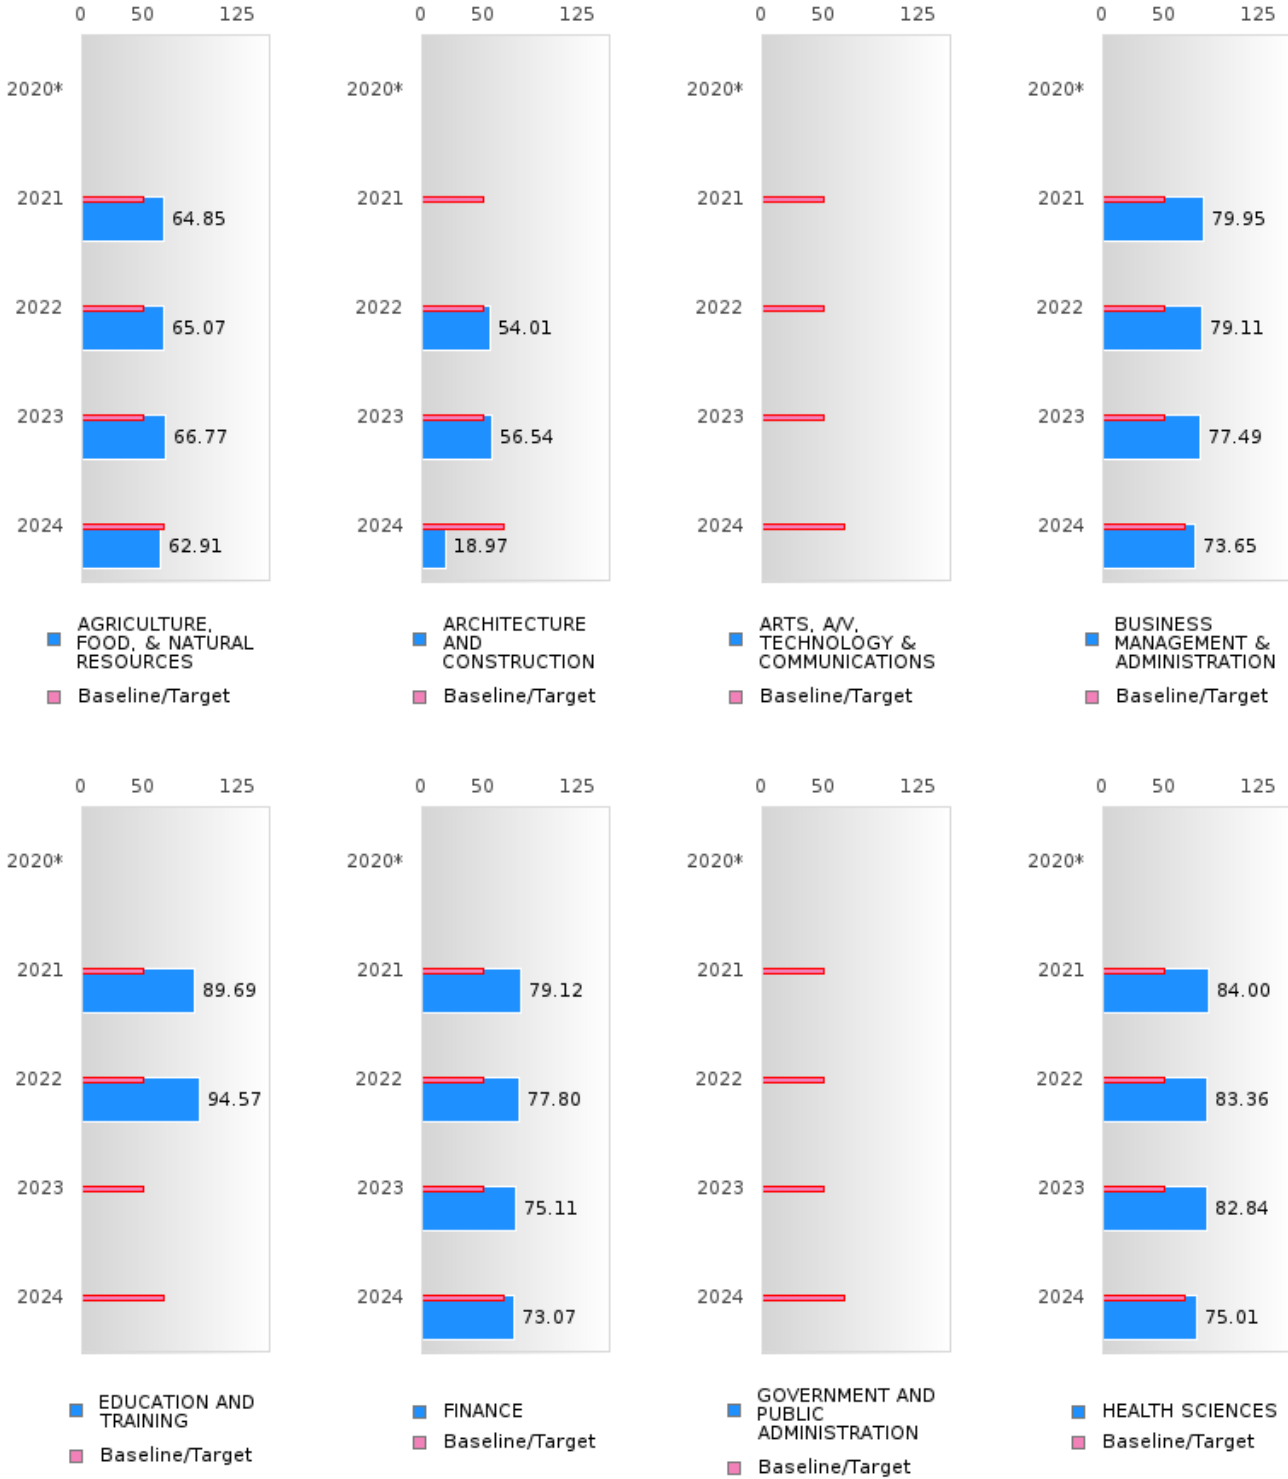 0 50 125
0 50 125
0 50 125
0 50 125
2020*
2020*
2020*
2020*
2021
64.85
2021
2021
2021
79.95
2022
65.07
2022
54.01
2022
2022
79.11
2023
66.77
2023
56.54
2023
2023
77.49
2024
62.91
2024
18.97
2024
2024
73.65
AGRICULTURE,
FOOD, & NATURAL
RESOURCES
Baseline/Target
ARCHITECTURE
AND
CONSTRUCTION
Baseline/Target
ARTS, A/V,
TECHNOLOGY &
COMMUNICATIONS
Baseline/Target
BUSINESS
MANAGEMENT &
ADMINISTRATION
Baseline/Target
0 50 125
0 50 125
0 50 125
0 50 125
2020*
2020*
2020*
2020*
2021
89.69
2021
79.12
2021
2021
84.00
2022
94.57
2022
77.80
2022
2022
83.36
2023
2023
75.11
2023
2023
82.84
2024
2024
73.07
2024
2024
75.01
EDUCATION AND
TRAINING
Baseline/Target
FINANCE
Baseline/Target
GOVERNMENT AND
PUBLIC
ADMINISTRATION
Baseline/Target
HEALTH SCIENCES
Baseline/Target